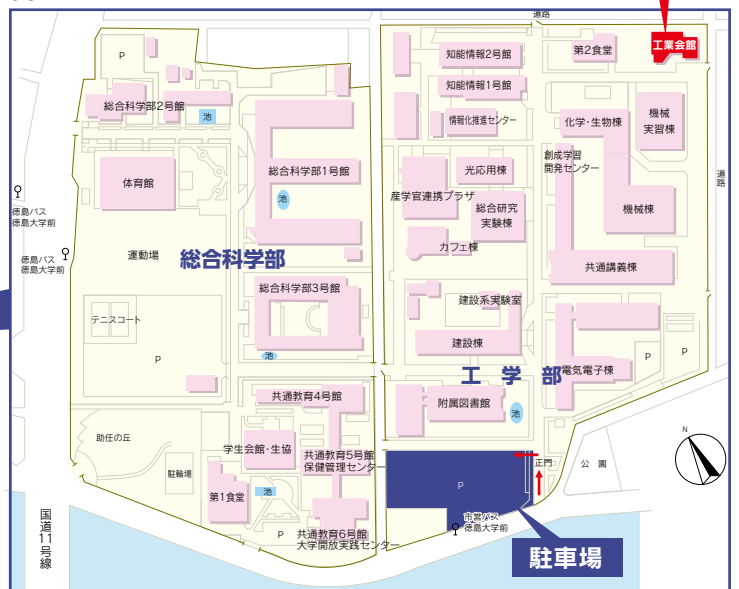 道路
P
知能情報2号館
第2食堂
工業会館
総合科学部2号館
池
知能情報1号館
情報化推進センター
化学・生物棟
機械
実習棟
総合科学部1号館
体育館
池
産学官連携プラザ
光応用棟
創成学習
開発センター
道路
総合研究
実験棟
機械棟
徳島バス
徳島大学前
カフェ棟
徳島バス
徳島大学前
運動場
総合科学部
共通講義棟
総合科学部3号館
建設系実験室
テニスコート
建設棟
P
池
P
P
工学部
電気電子棟
共通教育4号館
附属図書館
池
助任の丘
学生会館・生協
共通教育5号館
保健管理センター
駐輪場
第1食堂
池
P
正門
公園
N
市営バス
徳島大学前
P
共通教育6号館
大学開放実践センター
国道11号線
駐車場